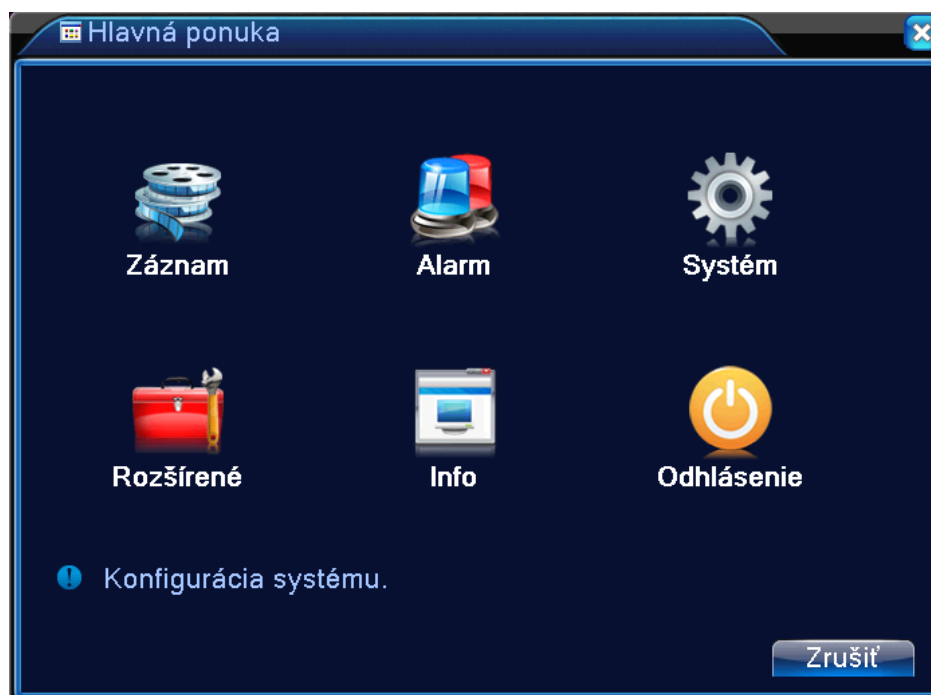 Hlavná ponuka
Záznam Alarm Systém
Rozšírené Info Odhlásenie
Konfigurácia systému.
Zrušiť